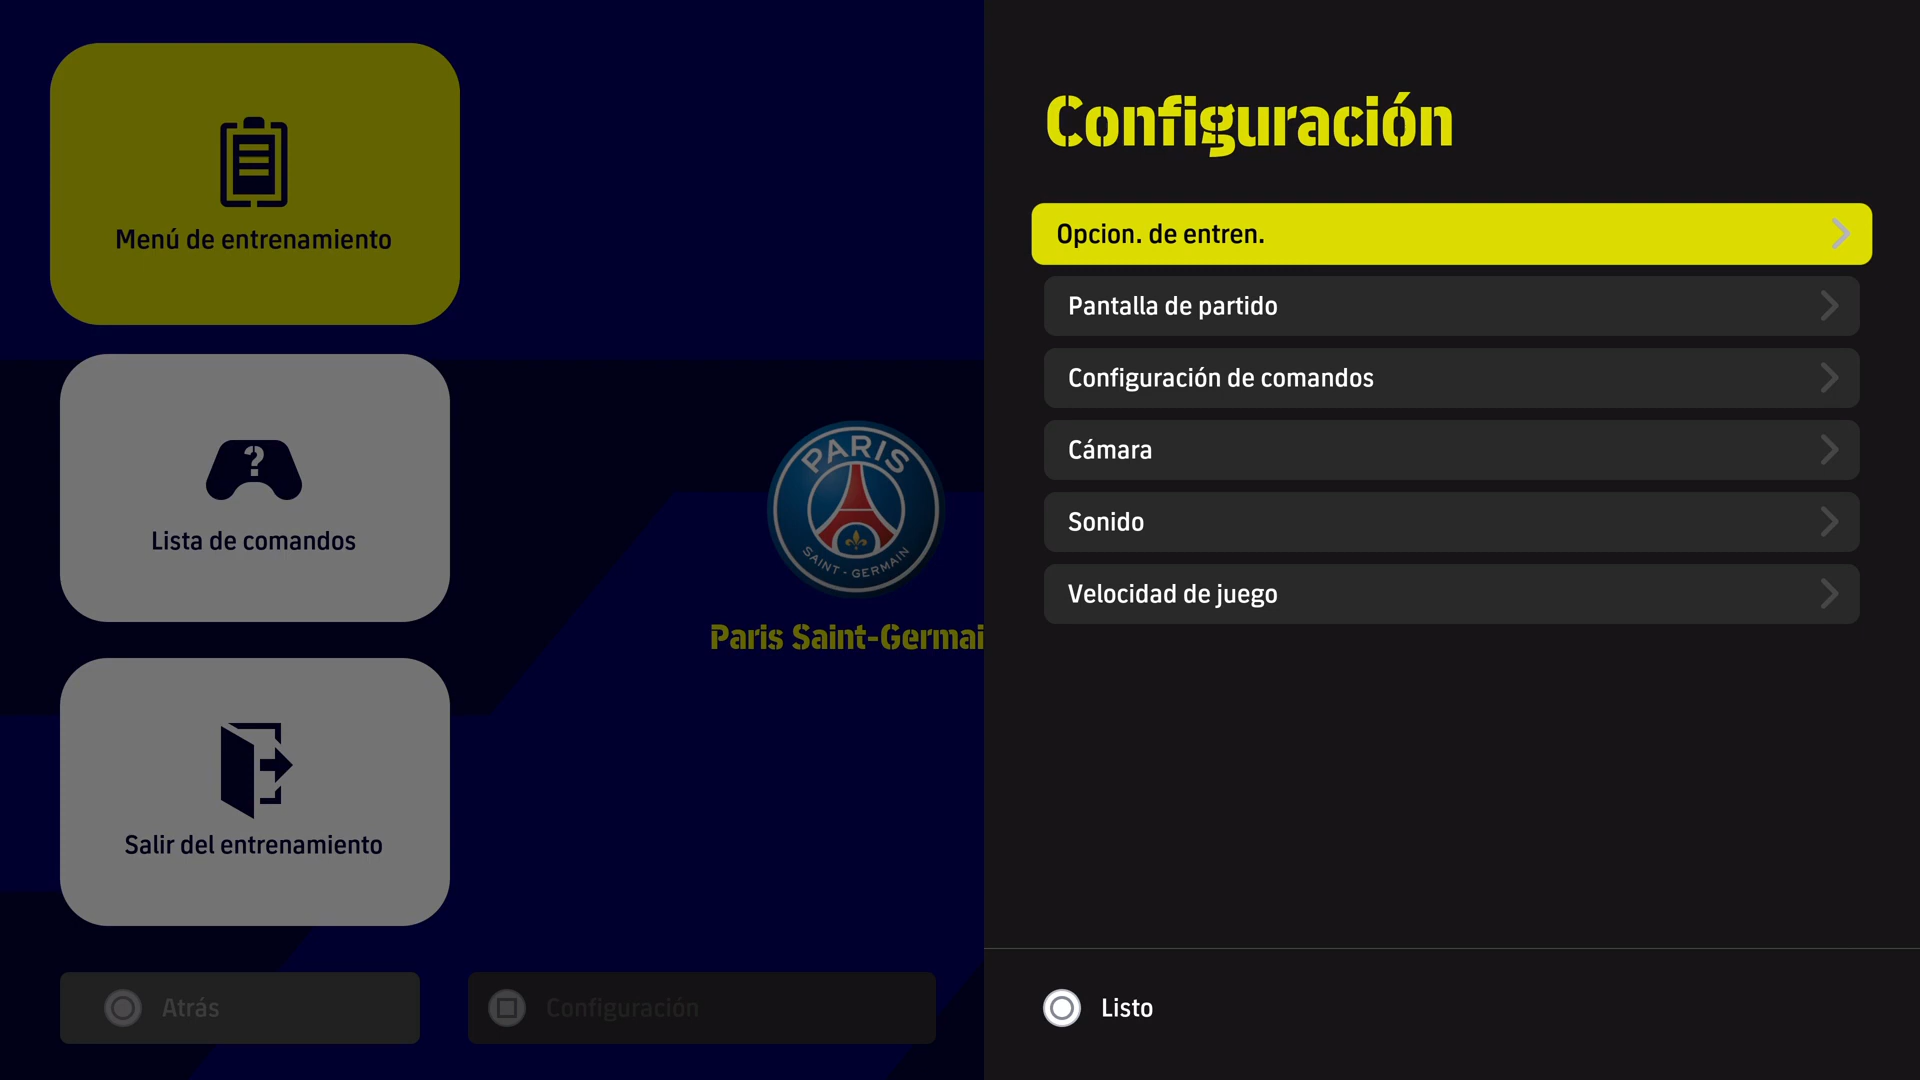 Menú de entrenamiento
Lista de comandos
Salir del entrenamiento
Atrás
Configuración
PARIS
SAINT - GERMAIN
Paris Saint-Germai
Configuración
Opcion. de entren.
Pantalla de partido
Configuración de comandos
Cámara
Sonido
Velocidad de juego
Listo